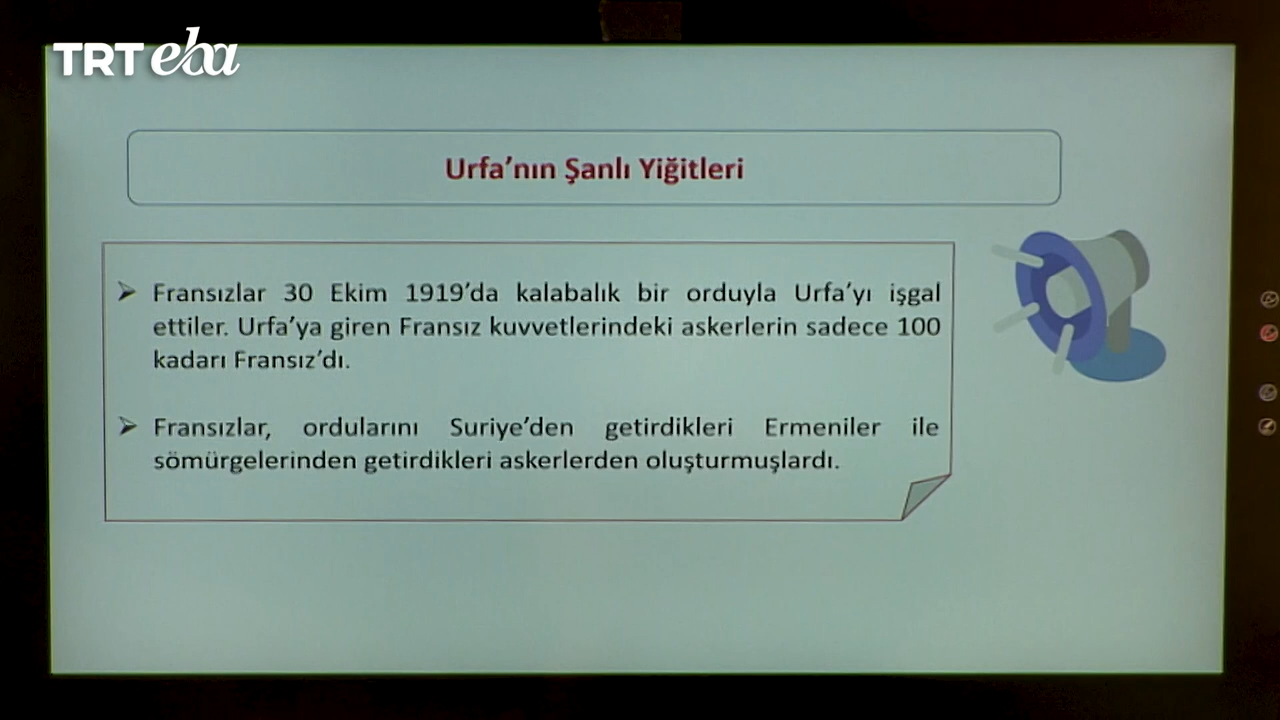 TRT eba
Urfa’nın Şanlı Yiğitleri
➤ Fransızlar 30 Ekim 1919’da kalabalık bir orduyla Urfa’yı işgal
ettiler. Urfa’ya giren Fransız kuvvetlerindeki askerlerin sadece 100
kadarı Fransız’dı.
➤ Fransızlar, ordularını Suriye’den getirdikleri Ermeniler ile
sömürgelerinden getirdikleri askerlerden oluşturmuşlardı.